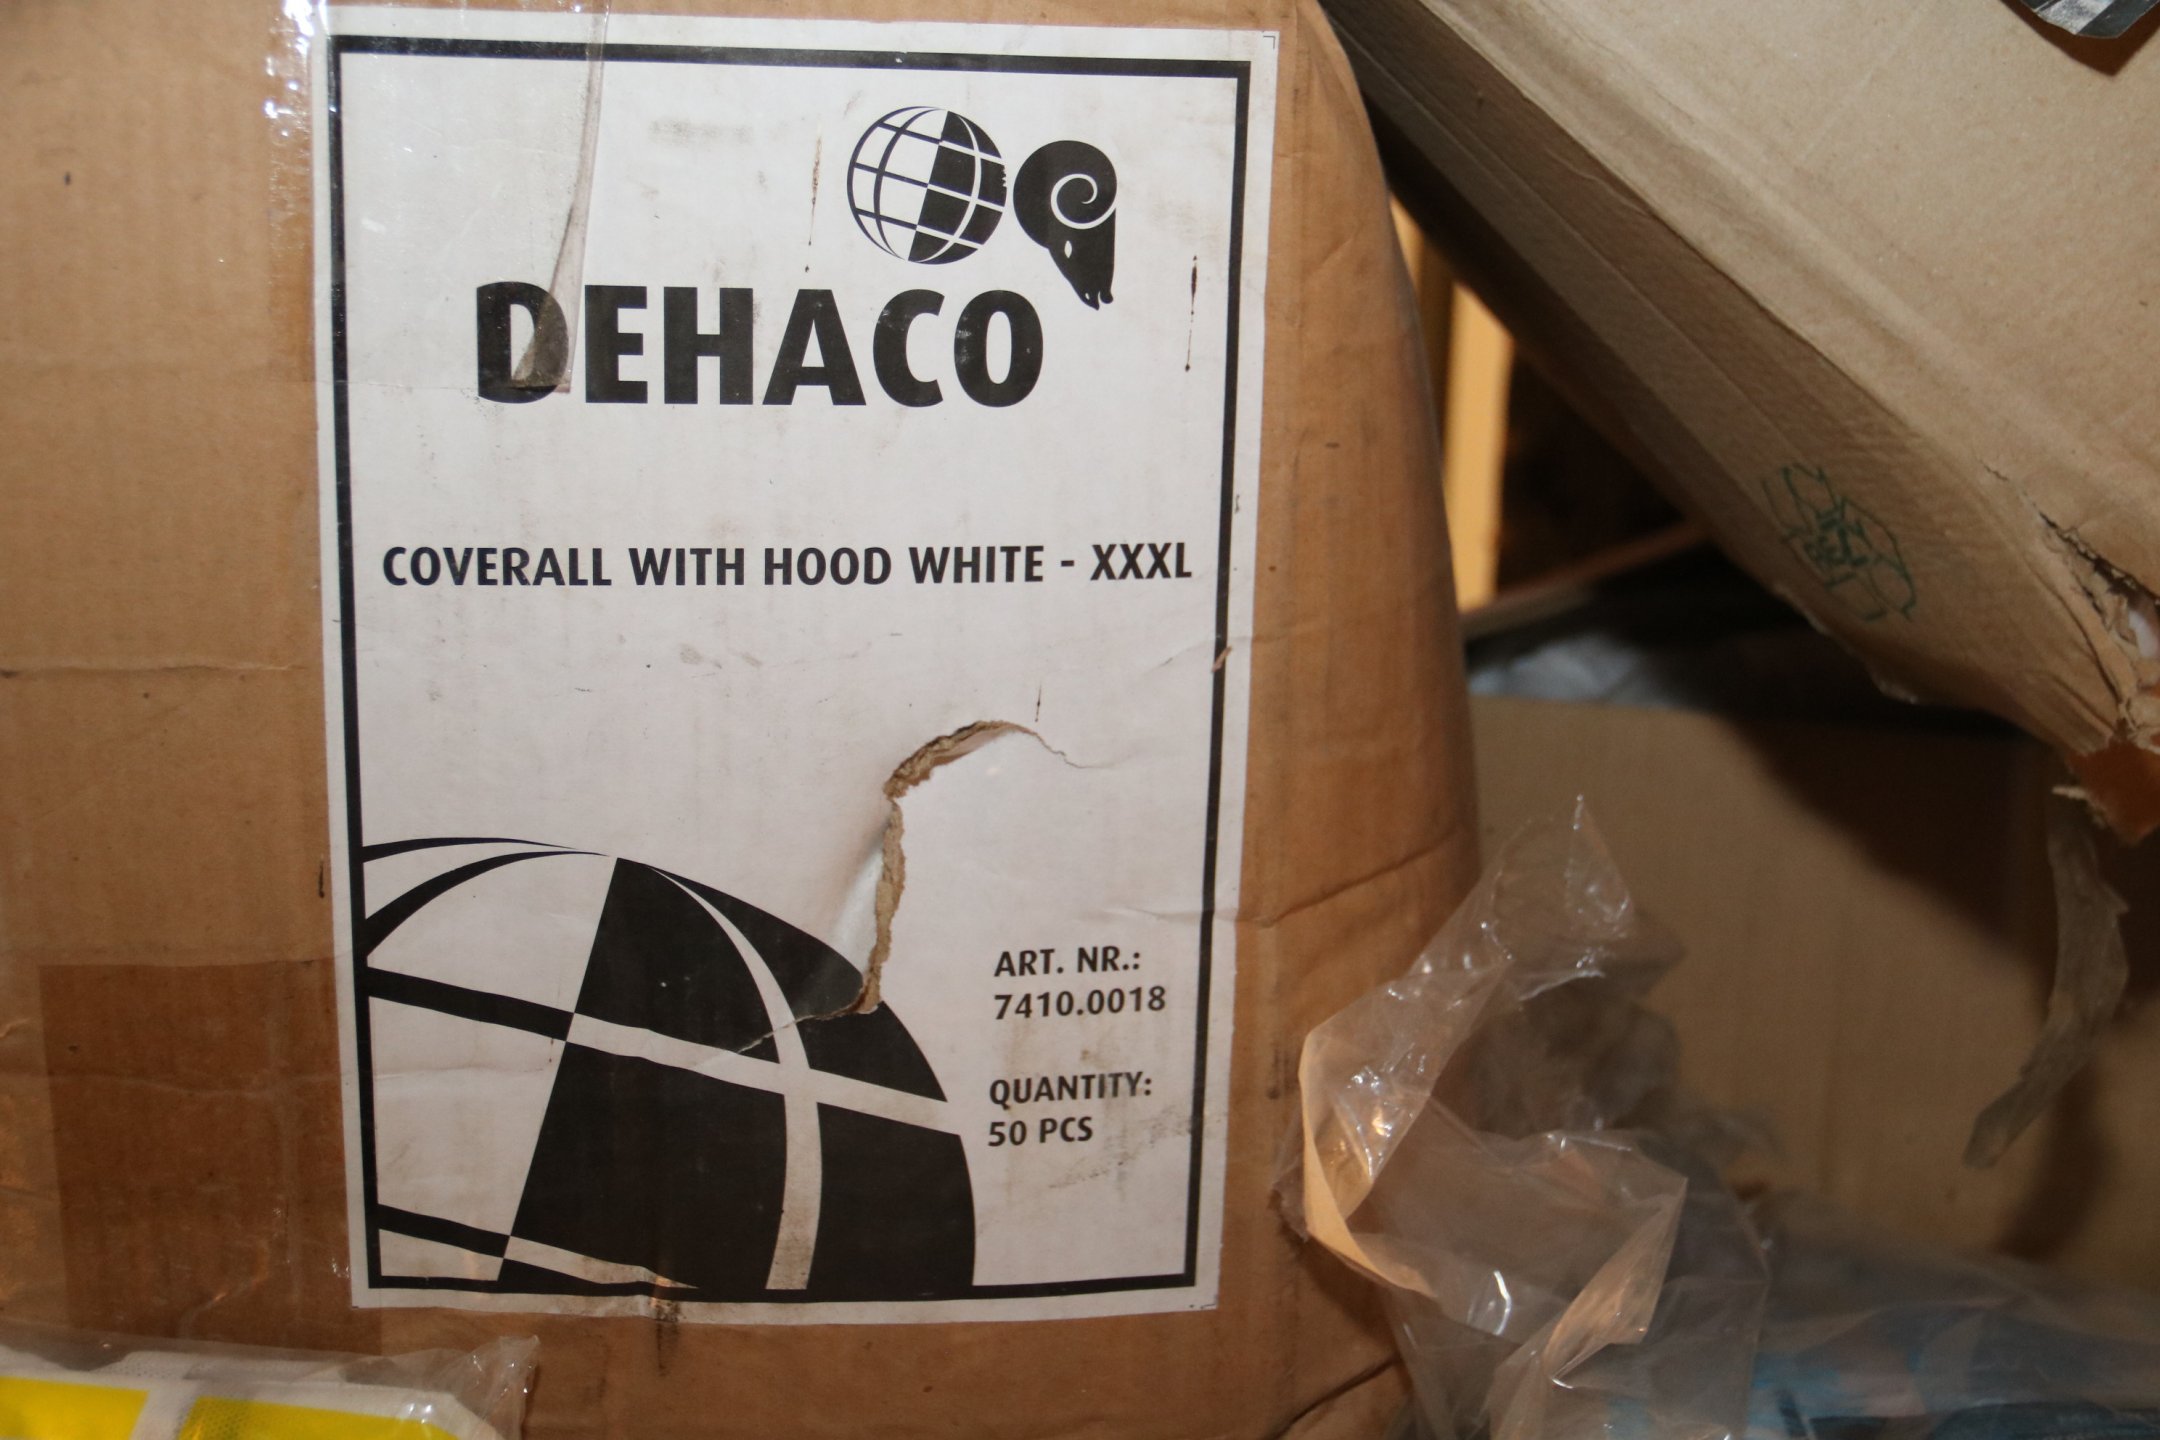 DEHACO
COVERALL WITH HOOD WHITE - XXXL
ART. NR.:
7410.0018
QUANTITY:
50 PCS